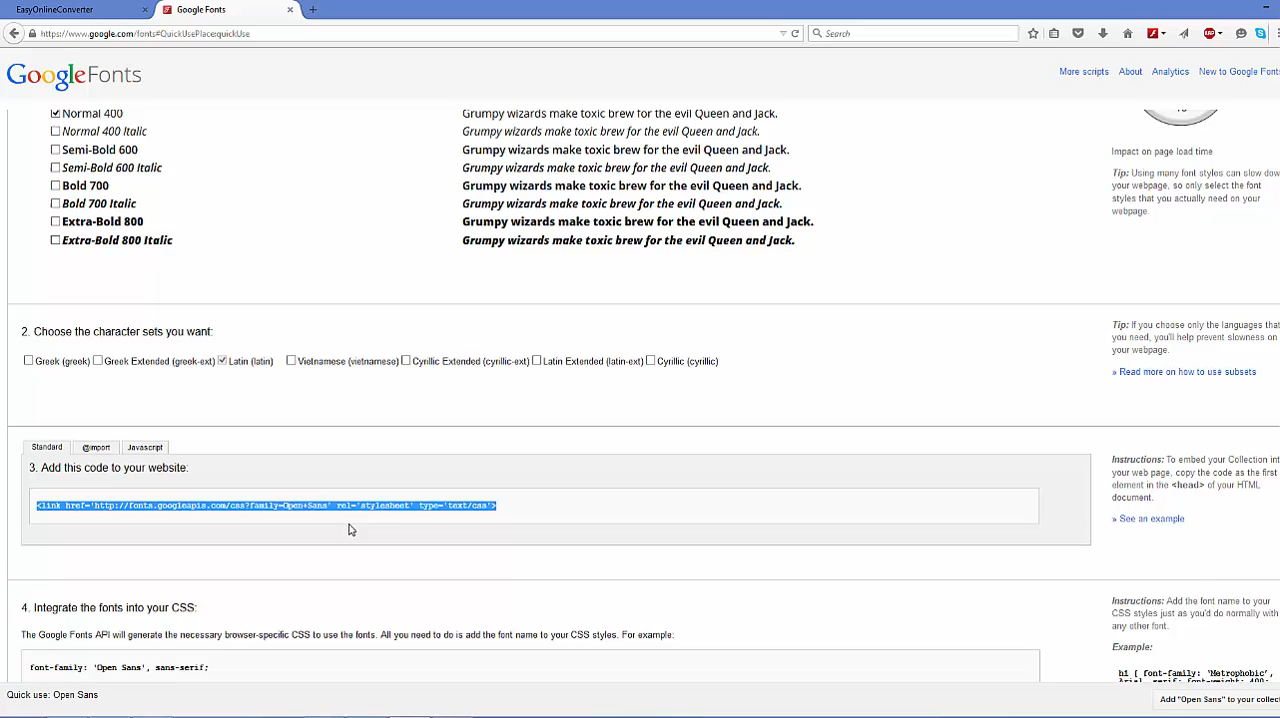 EasyOnlineConverter
Google Fonts
https://www.google.com/fonts#QuickUsePlace:quickUse
Search
GoogleFonts
More scripts About Analytics New to Google Font
Normal 400 Grumpy wizards make toxic brew for the evil Queen and Jack.
Normal 400 Italic Grumpy wizards make toxic brew for the evil Queen and Jack.
Semi-Bold 600 Grumpy wizards make toxic brew for the evil Queen and Jack.
Semi-Bold 600 Italic Grumpy wizards make toxic brew for the evil Queen and Jack.
Bold 700 Grumpy wizards make toxic brew for the evil Queen and Jack.
Bold 700 Italic Grumpy wizards make toxic brew for the evil Queen and Jack.
Extra-Bold 800 Grumpy wizards make toxic brew for the evil Queen and Jack.
Extra-Bold 800 Italic Grumpy wizards make toxic brew for the evil Queen and Jack.
Impact on page load time
Tip: Using many font styles can slow dow
your webpage, so only select the font
styles that you actually need on your
webpage.
2. Choose the character sets you want:
Greek (greek) Greek Extended (greek-ext) Latin (latin) Vietnamese (vietnamese) Cyrillic Extended (cyrillic-ext) Latin Extended (latin-ext) Cyrillic (cyrillic)
Tip: If you choose only the languages tha
you need, you'll help prevent slowness on
your webpage.
» Read more on how to use subsets
Standard @import Javascript
3. Add this code to your website:
<link href='http://fonts.googleapis.com/css?family=Open+Sans' rel='stylesheet' type='text/css'>
Instructions: To embed your Collection int
your web page, copy the code as the first
element in the <head> of your HTML
document.
» See an example
4. Integrate the fonts into your CSS:
The Google Fonts API will generate the necessary browser-specific CSS to use the fonts. All you need to do is add the font name to your CSS styles. For example:
font-family: 'Open Sans', sans-serif;
Instructions: Add the font name to your
CSS styles just as you'd do normally with
any other font.
Example:
h1 { font-family: 'Metrophobic',
Quick use: Open Sans
Add "Open Sans" to your collect